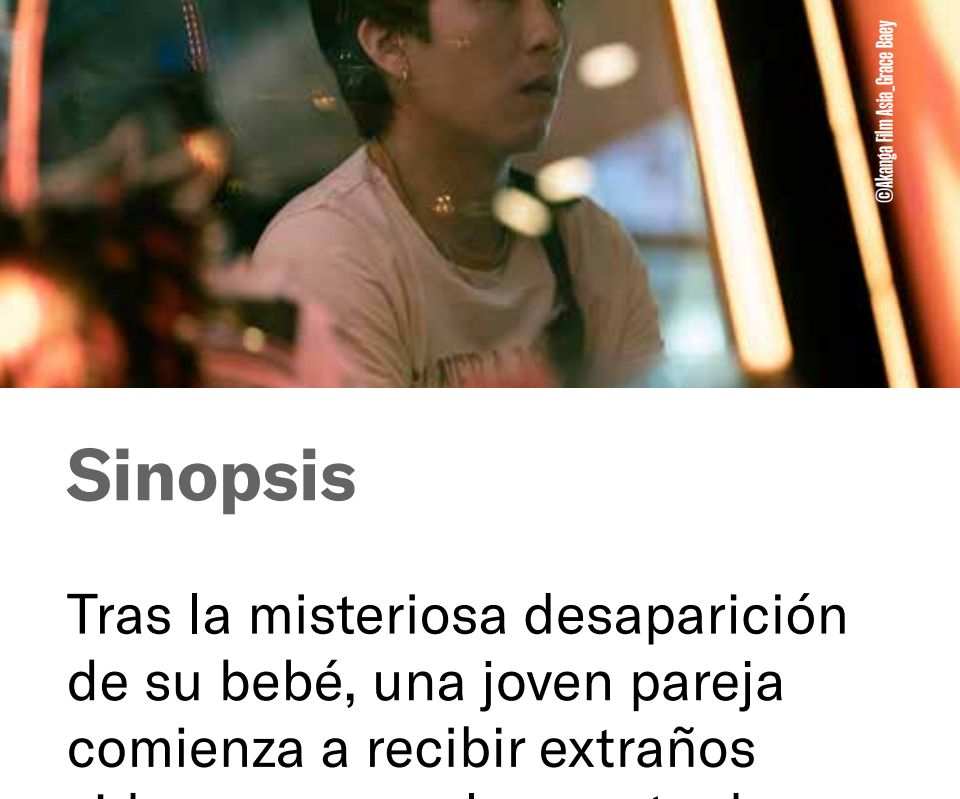 ©Akanga Film Asia_Grace Baey
Sinopsis
Tras la misteriosa desaparición
de su bebé, una joven pareja
comienza a recibir extraños